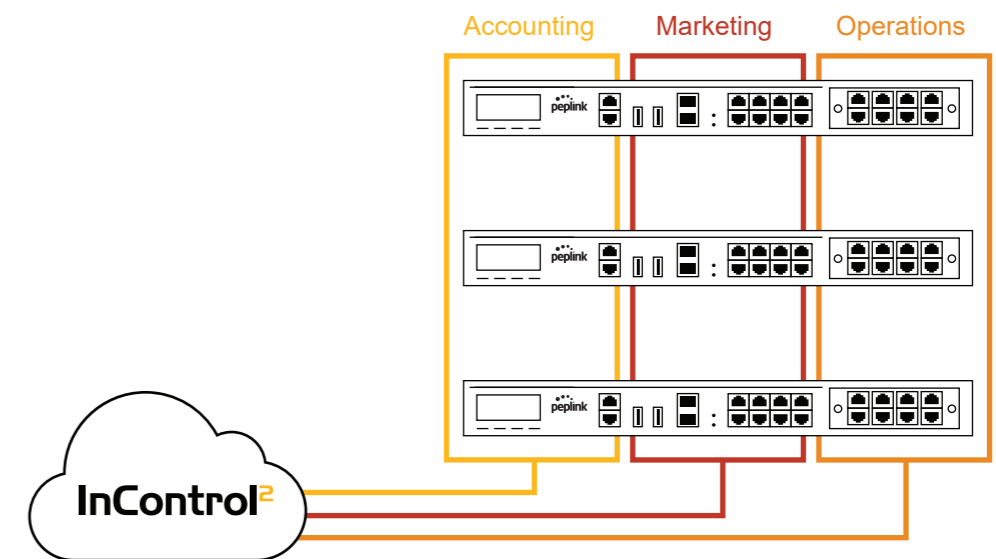 Accounting Marketing Operations
peplink
peplink
peplink
InControl2